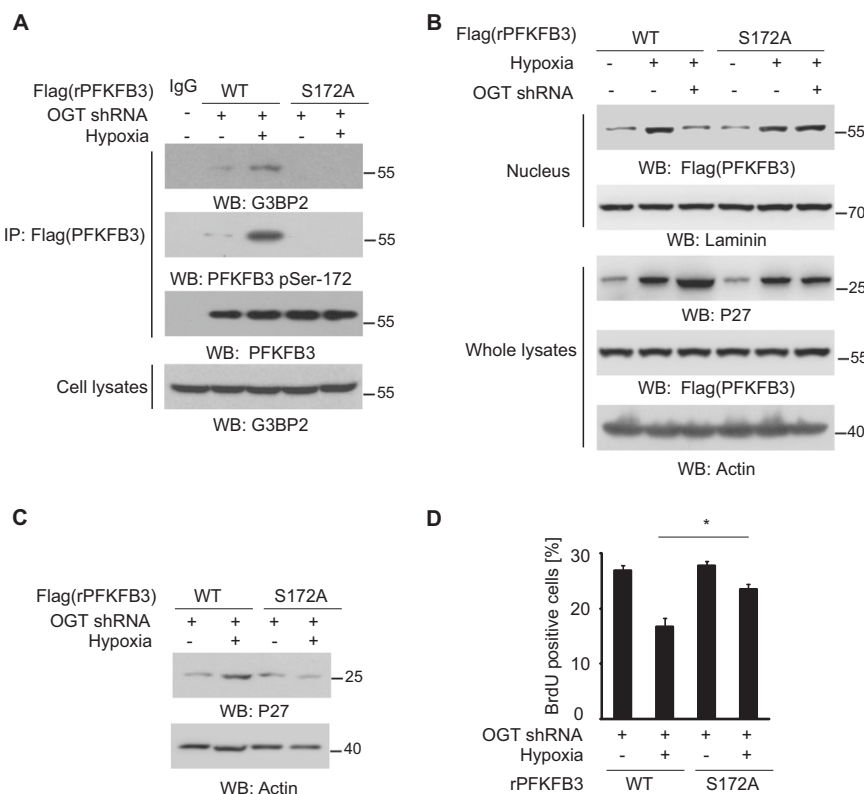 A
Flag(rPFKFB3) IgG WT S172A
OGT shRNA - + + + +
Hypoxia - - + - +
55
WB: G3BP2
IP: Flag(PFKFB3)
55
WB: PFKFB3 pSer-172
55
WB: PFKFB3
Cell lysates
55
WB: G3BP2
B
Flag(rPFKFB3) WT S172A
Hypoxia - + + - + +
OGT shRNA - - + - - +
Nucleus
55
WB: Flag(PFKFB3)
70
WB: Laminin
25
WB: P27
Whole lysates
55
WB: Flag(PFKFB3)
40
WB: Actin
C
Flag(rPFKFB3) WT S172A
OGT shRNA + + + +
Hypoxia - + - +
25
WB: P27
40
WB: Actin
D
*
BrdU positive cells [%]
30
20
10
0
OGT shRNA + + + +
Hypoxia - + - +
rPFKFB3 WT S172A